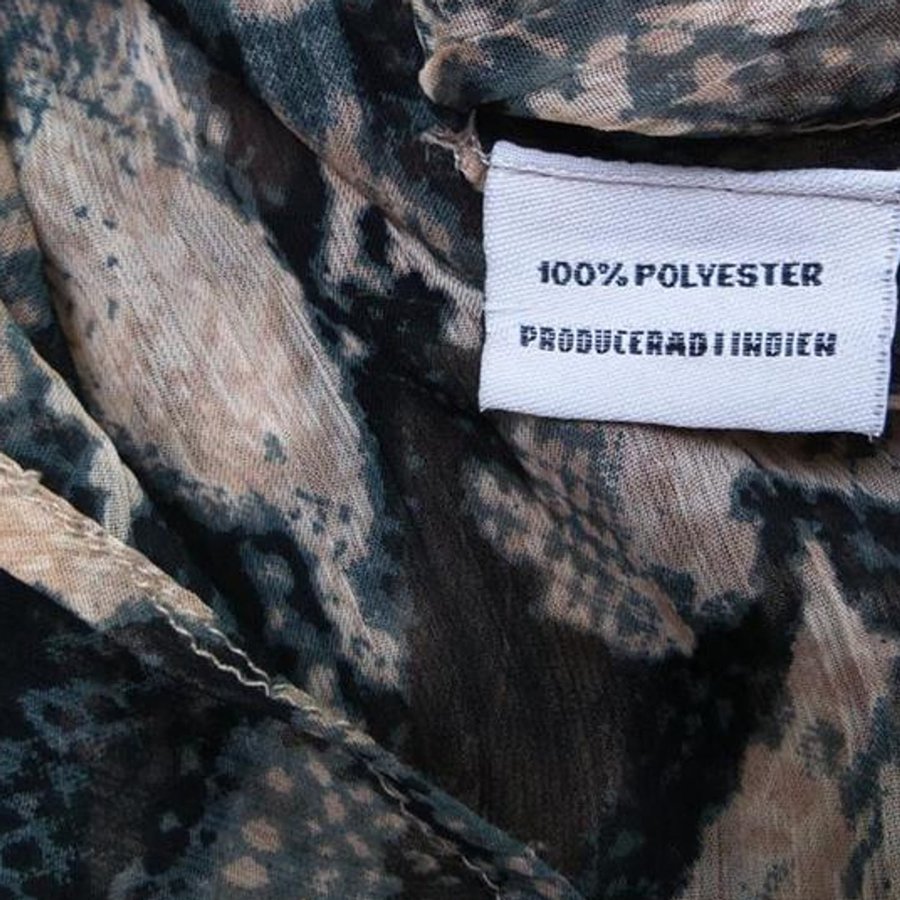 100% POLYESTER
PRODUCERAD I INDIEN